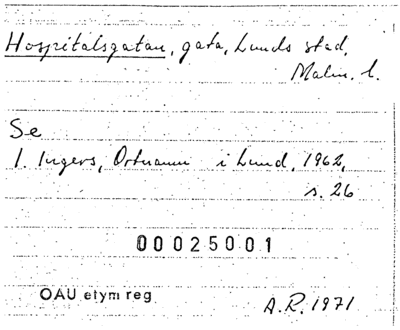 Hospitalsgatan, gata, Lunds stad,
Malm. l.
Se
I. Ingers, Ortnamn i Lund, 1962,
s. 26
00025001
OAU etym reg
A.R. 1971